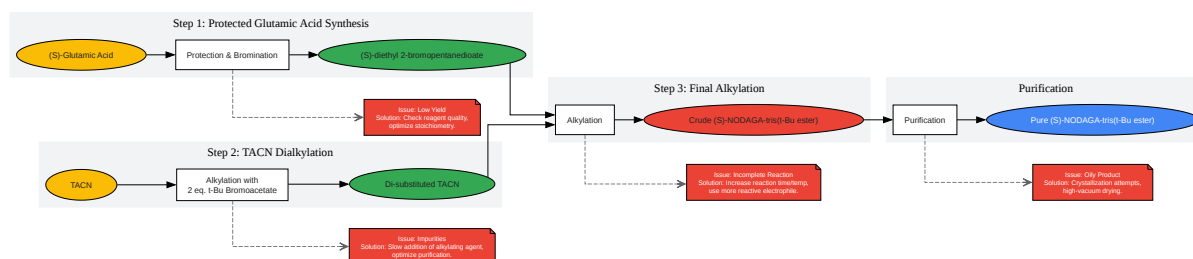 Step 1: Protected Glutamic Acid Synthesis
(S)-Glutamic Acid
Protection & Bromination
(S)-diethyl 2-bromopentanedioate
Issue: Low Yield
Solution: Check reagent quality,
optimize stoichiometry.
Step 2: TACN Dialkylation
TACN
Alkylation with
2 eq. t-Bu Bromoacetate
Di-substituted TACN
Issue: Impurities
Solution: Slow addition of alkylating agent,
optimize purification.
Step 3: Final Alkylation
Alkylation
Crude (S)-NODAGA-tris(t-Bu ester)
Issue: Incomplete Reaction
Solution: Increase reaction time/temp,
use more reactive electrophile.
Purification
Purification
Pure (S)-NODAGA-tris(t-Bu ester)
Issue: Oily Product
Solution: Crystallization attempts,
high-vacuum drying.